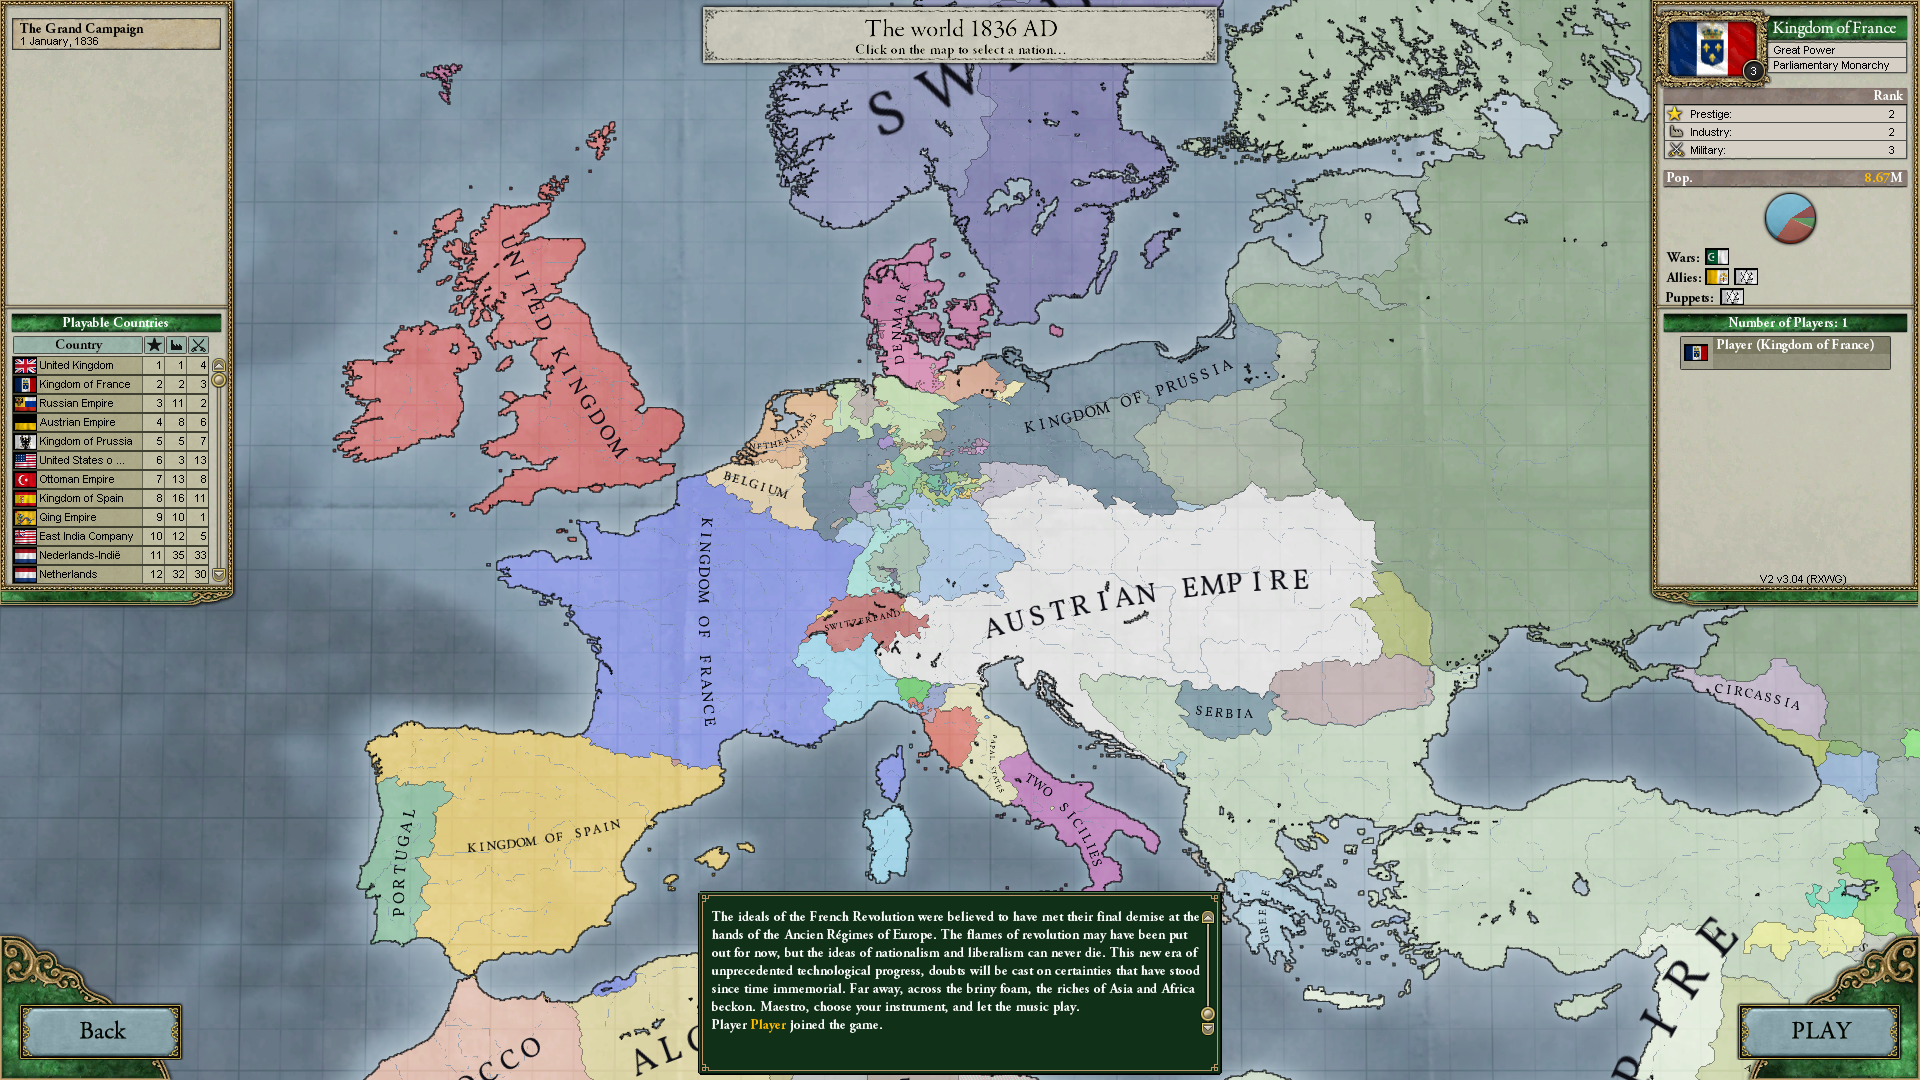 The Grand Campaign
1 January, 1836
The world 1836 AD
Click on the map to select a nation...
Kingdom of France
Great Power
Parliamentary Monarchy
3
Rank
Prestige: 2
Industry: 2
Military: 3
Pop. 8.67M
Wars:
Allies:
Puppets:
Number of Players: 1
Player (Kingdom of France)
V2 v3.04 (RXWG)
Playable Countries
Country
United Kingdom 1 1 4
Kingdom of France 2 2 3
Russian Empire 3 11 2
Austrian Empire 4 8 6
Kingdom of Prussia 5 5 7
United States o ... 6 3 13
Ottoman Empire 7 13 8
Kingdom of Spain 8 16 11
Qing Empire 9 10 1
East India Company 10 12 5
Nederlands-Indië 11 35 33
Netherlands 12 32 30
UNITED KINGDOM
DENMARK
KINGDOM OF PRUSSIA
NETHERLANDS
BELGIUM
KINGDOM OF FRANCE
SWITZERLAND
AUSTRIAN EMPIRE
SERBIA
CIRCASSIA
PAPAL STATES
TWO SICILIES
KINGDOM OF SPAIN
PORTUGAL
GREECE
The ideals of the French Revolution were believed to have met their final demise at the
hands of the Ancien Régimes of Europe. The flames of revolution may have been put
out for now, but the ideas of nationalism and liberalism can never die. This new era of
unprecedented technological progress, doubts will be cast on certainties that have stood
since time immemorial. Far away, across the briny foam, the riches of Asia and Africa
beckon. Maestro, choose your instrument, and let the music play.
Player Player joined the game.
Back
PLAY